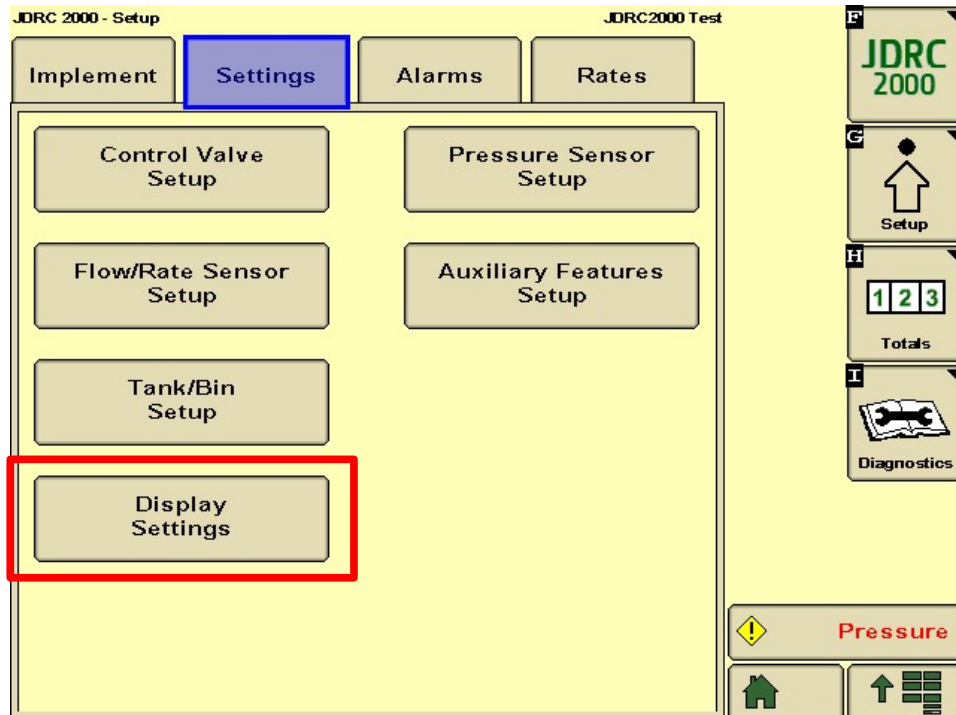 JDRC 2000 - Setup
JDRC2000 Test
Implement
Settings
Alarms
Rates
Control Valve
Setup
Pressure Sensor
Setup
Flow/Rate Sensor
Setup
Auxiliary Features
Setup
Tank/Bin
Setup
Display
Settings
F
JDRC
2000
G
Setup
H
1 2 3
Totals
I
Diagnostics
! Pressure